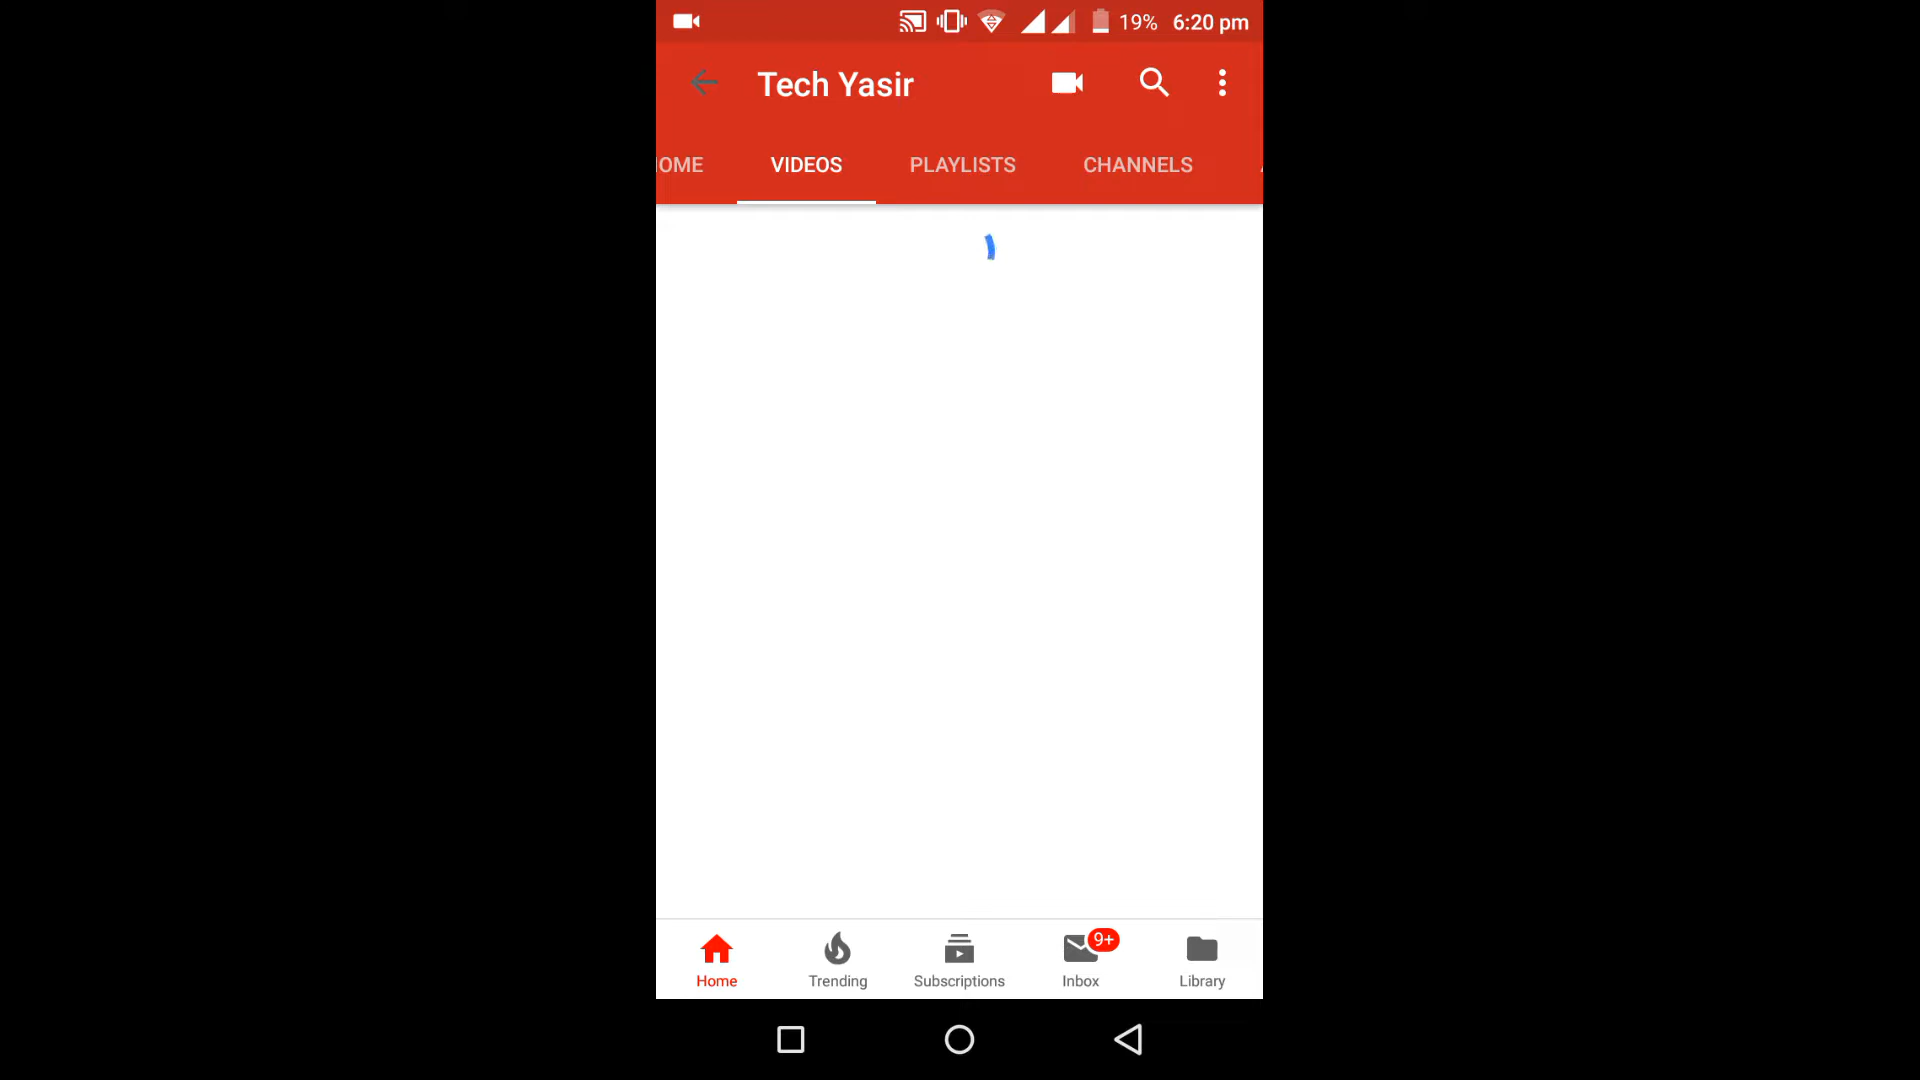 19% 6:20 pm
Tech Yasir
OME VIDEOS PLAYLISTS CHANNELS
9+
Home Trending Subscriptions Inbox Library